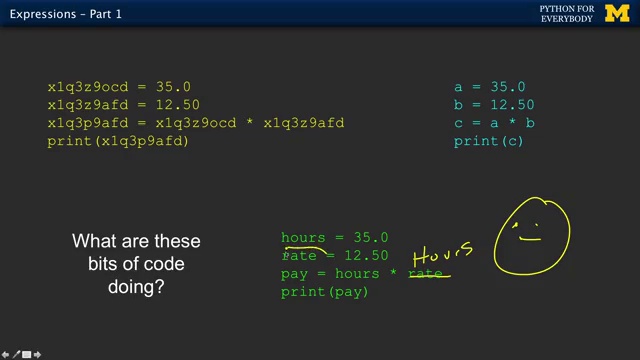 Expressions – Part 1
PYTHON FOR
EVERYBODY
M
x1q3z9ocd = 35.0
x1q3z9afd = 12.50
x1q3p9afd = x1q3z9ocd * x1q3z9afd
print(x1q3p9afd)
a = 35.0
b = 12.50
c = a * b
print(c)
What are these
bits of code
doing?
hours = 35.0
rate = 12.50
pay = hours * rate
print(pay)
Hours